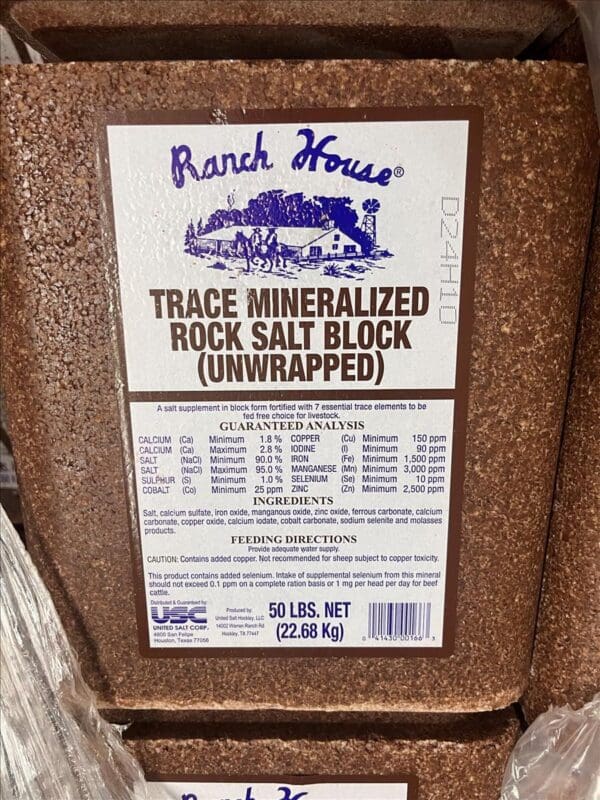 Ranch House®
TRACE MINERALIZED
ROCK SALT BLOCK
(UNWRAPPED)
D24H1D
A salt supplement in block form fortified with 7 essential trace elements to be
fed free choice for livestock.
GUARANTEED ANALYSIS
CALCIUM (Ca) Minimum 1.8 % COPPER (Cu) Minimum 150 ppm
CALCIUM (Ca) Maximum 2.8 % IODINE (I) Minimum 90 ppm
SALT (NaCl) Minimum 90.0 % IRON (Fe) Minimum 1,500 ppm
SALT (NaCl) Maximum 95.0 % MANGANESE (Mn) Minimum 3,000 ppm
SULPHUR (S) Minimum 1.0 % SELENIUM (Se) Minimum 10 ppm
COBALT (Co) Minimum 25 ppm ZINC (Zn) Minimum 2,500 ppm
INGREDIENTS
Salt, calcium sulfate, iron oxide, manganous oxide, zinc oxide, ferrous carbonate, calcium
carbonate, copper oxide, calcium iodate, cobalt carbonate, sodium selenite and molasses
products.
FEEDING DIRECTIONS
Provide adequate water supply.
CAUTION: Contains added copper. Not recommended for sheep subject to copper toxicity.
This product contains added selenium. Intake of supplemental selenium from this mineral
should not exceed 0.1 ppm on a complete ration basis or 1 mg per head per day for beef
cattle.
Distributed & Guaranteed by:
USC
UNITED SALT CORP.
4800 San Felipe
Houston, Texas 77056
Produced by
United Salt Hockley, LLC
14002 Warren Ranch Rd
Hockley, TX 77447
50 LBS. NET
(22.68 Kg)
0 41430 00166 3
Ranch House